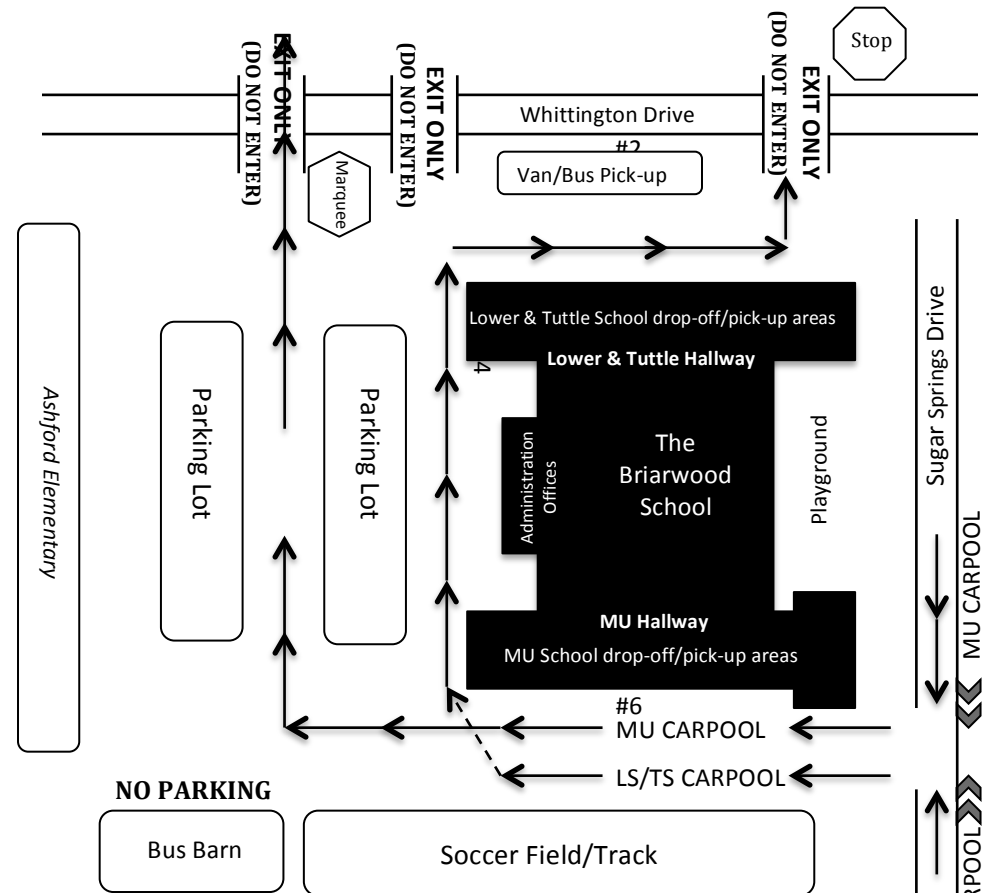 Stop
EXIT ONLY
(DO NOT ENTER)
EXIT ONLY
(DO NOT ENTER)
EXIT ONLY
(DO NOT ENTER)
Whittington Drive
#2
Van/Bus Pick-up
Marquee
Lower & Tuttle School drop-off/pick-up areas
Lower & Tuttle Hallway
4
Ashford Elementary
Parking Lot
Parking Lot
Administration
Offices
The
Briarwood
School
Playground
Sugar Springs Drive
MU CARPOOL
MU Hallway
MU School drop-off/pick-up areas
#6
MU CARPOOL
LS/TS CARPOOL
NO PARKING
Bus Barn
Soccer Field/Track
RPOOL